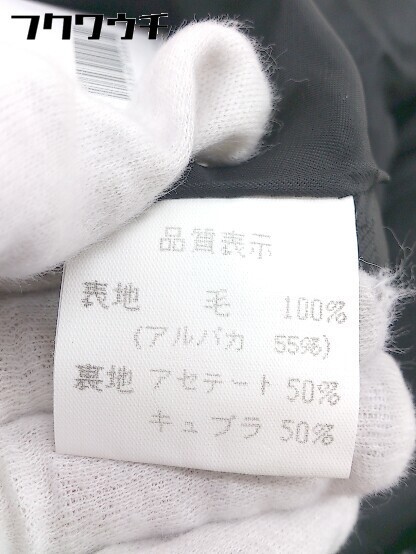 フクワウチ
品質表示
表地 毛 100%
(アルパカ 55%)
裏地 アセテート 50%
キュプラ 50%